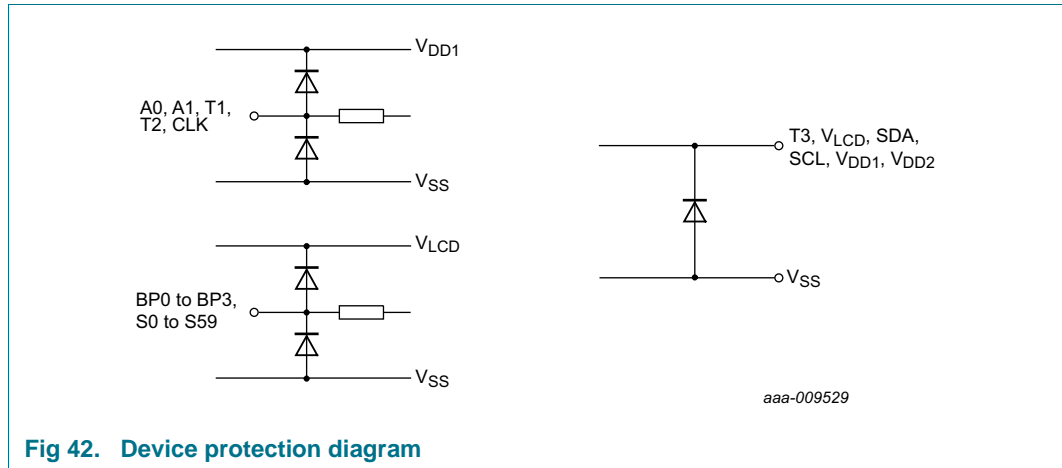 VDD1
A0, A1, T1,
T2, CLK
VSS
VLCD
BP0 to BP3,
S0 to S59
VSS
T3, VLCD, SDA,
SCL, VDD1, VDD2
VSS
aaa-009529
Fig 42. Device protection diagram